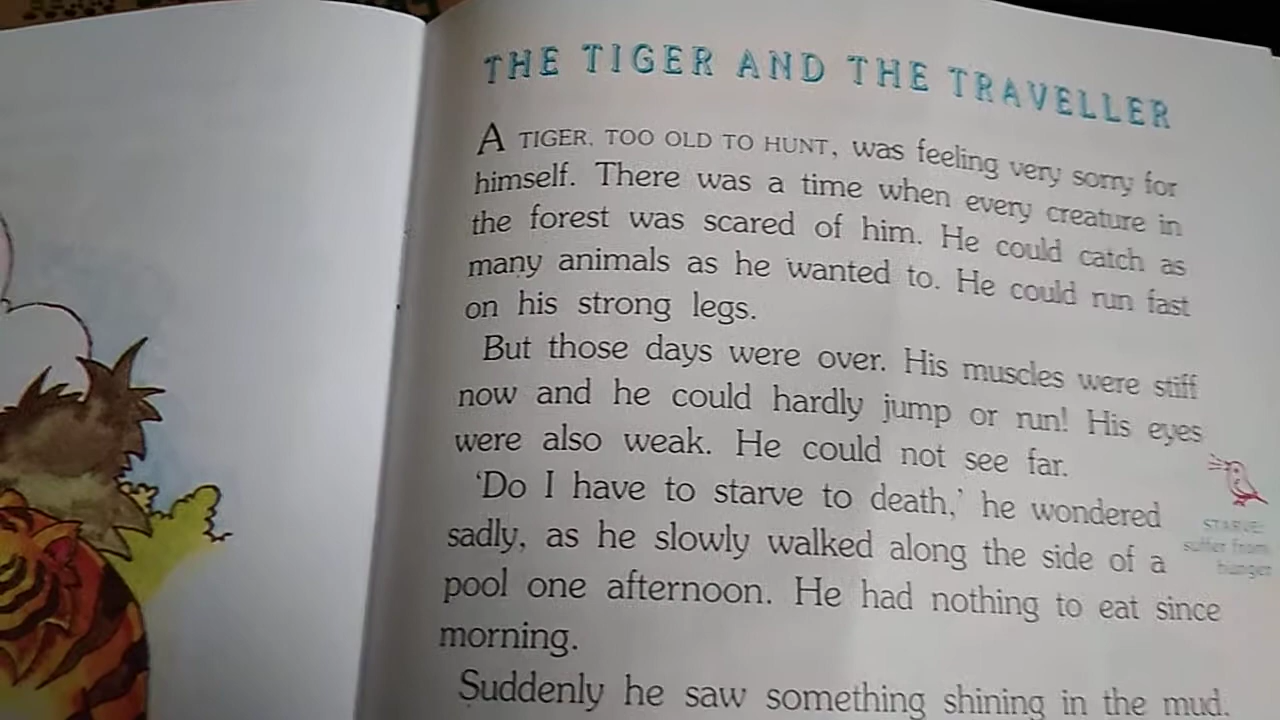 THE TIGER AND THE TRAVELLER
A TIGER, TOO OLD TO HUNT, was feeling very sorry for
himself. There was a time when every creature in
the forest was scared of him. He could catch as
many animals as he wanted to. He could run fast
on his strong legs.
But those days were over. His muscles were stiff
now and he could hardly jump or run! His eyes
were also weak. He could not see far.
‘Do I have to starve to death,’ he wondered
sadly, as he slowly walked along the side of a
pool one afternoon. He had nothing to eat since
morning.
Suddenly he saw something shining in the mud.
STARVE:
suffer from
hunger